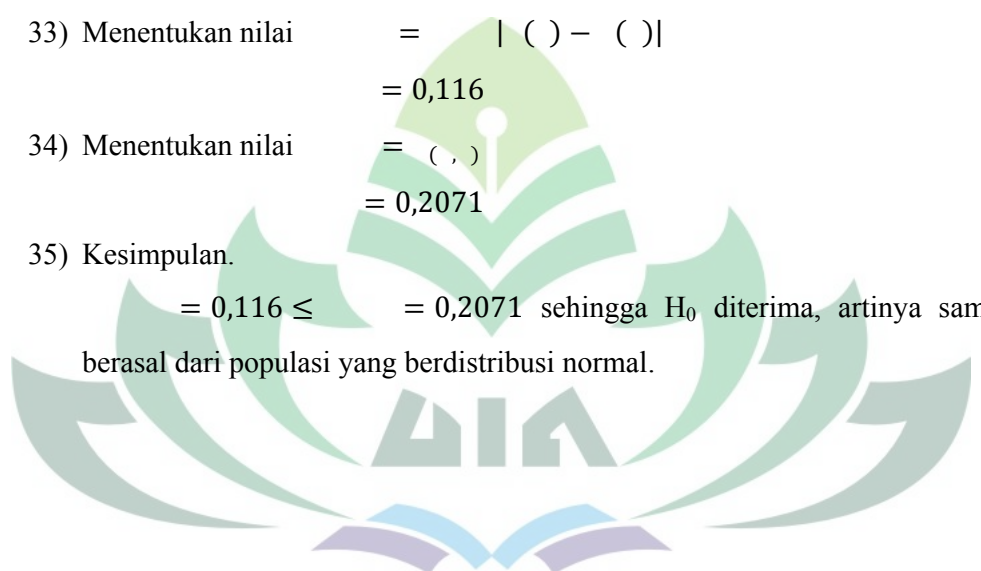 33) Menentukan nilai = | ( ) − ( )|
= 0,116
34) Menentukan nilai = ( , )
= 0,2071
35) Kesimpulan.
= 0,116 ≤ = 0,2071 sehingga H₀ diterima, artinya
berasal dari populasi yang berdistribusi normal.